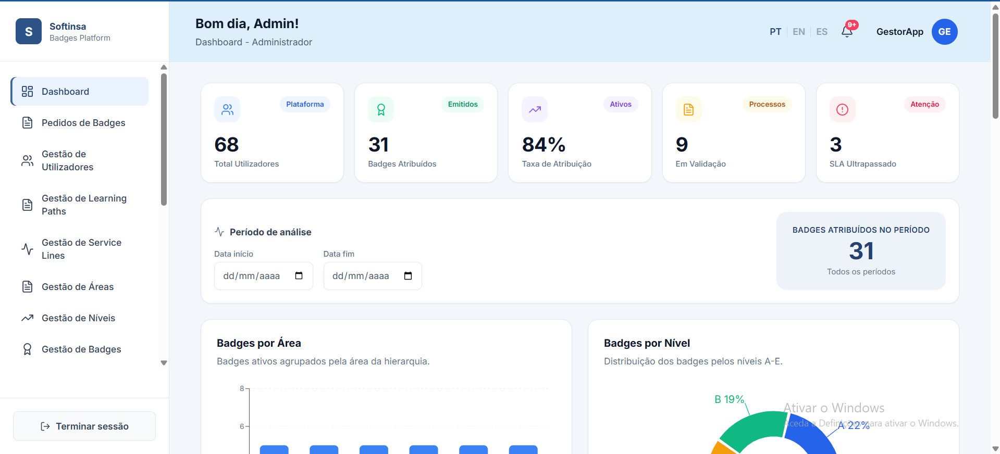 S
Softinsa
Badges Platform
Dashboard
Pedidos de Badges
Gestão de
Utilizadores
Gestão de Learning
Paths
Gestão de Service
Lines
Gestão de Áreas
Gestão de Níveis
Gestão de Badges
Terminar sessão
Bom dia, Admin!
Dashboard - Administrador
PT
EN
ES
9+
GestorApp
GE
Plataforma
68
Total Utilizadores
Emitidos
31
Badges Atribuídos
Ativos
84%
Taxa de Atribuição
Processos
9
Em Validação
Atenção
3
SLA Ultrapassado
Período de análise
Data início
dd/mm/aaaa
Data fim
dd/mm/aaaa
BADGES ATRIBUÍDOS NO PERÍODO
31
Todos os períodos
Badges por Área
Badges ativos agrupados pela área da hierarquia.
8
6
Badges por Nível
Distribuição dos badges pelos níveis A-E.
B 19%
A 22%
Ativar o Windows
Aceda a Definições para ativar o Windows.